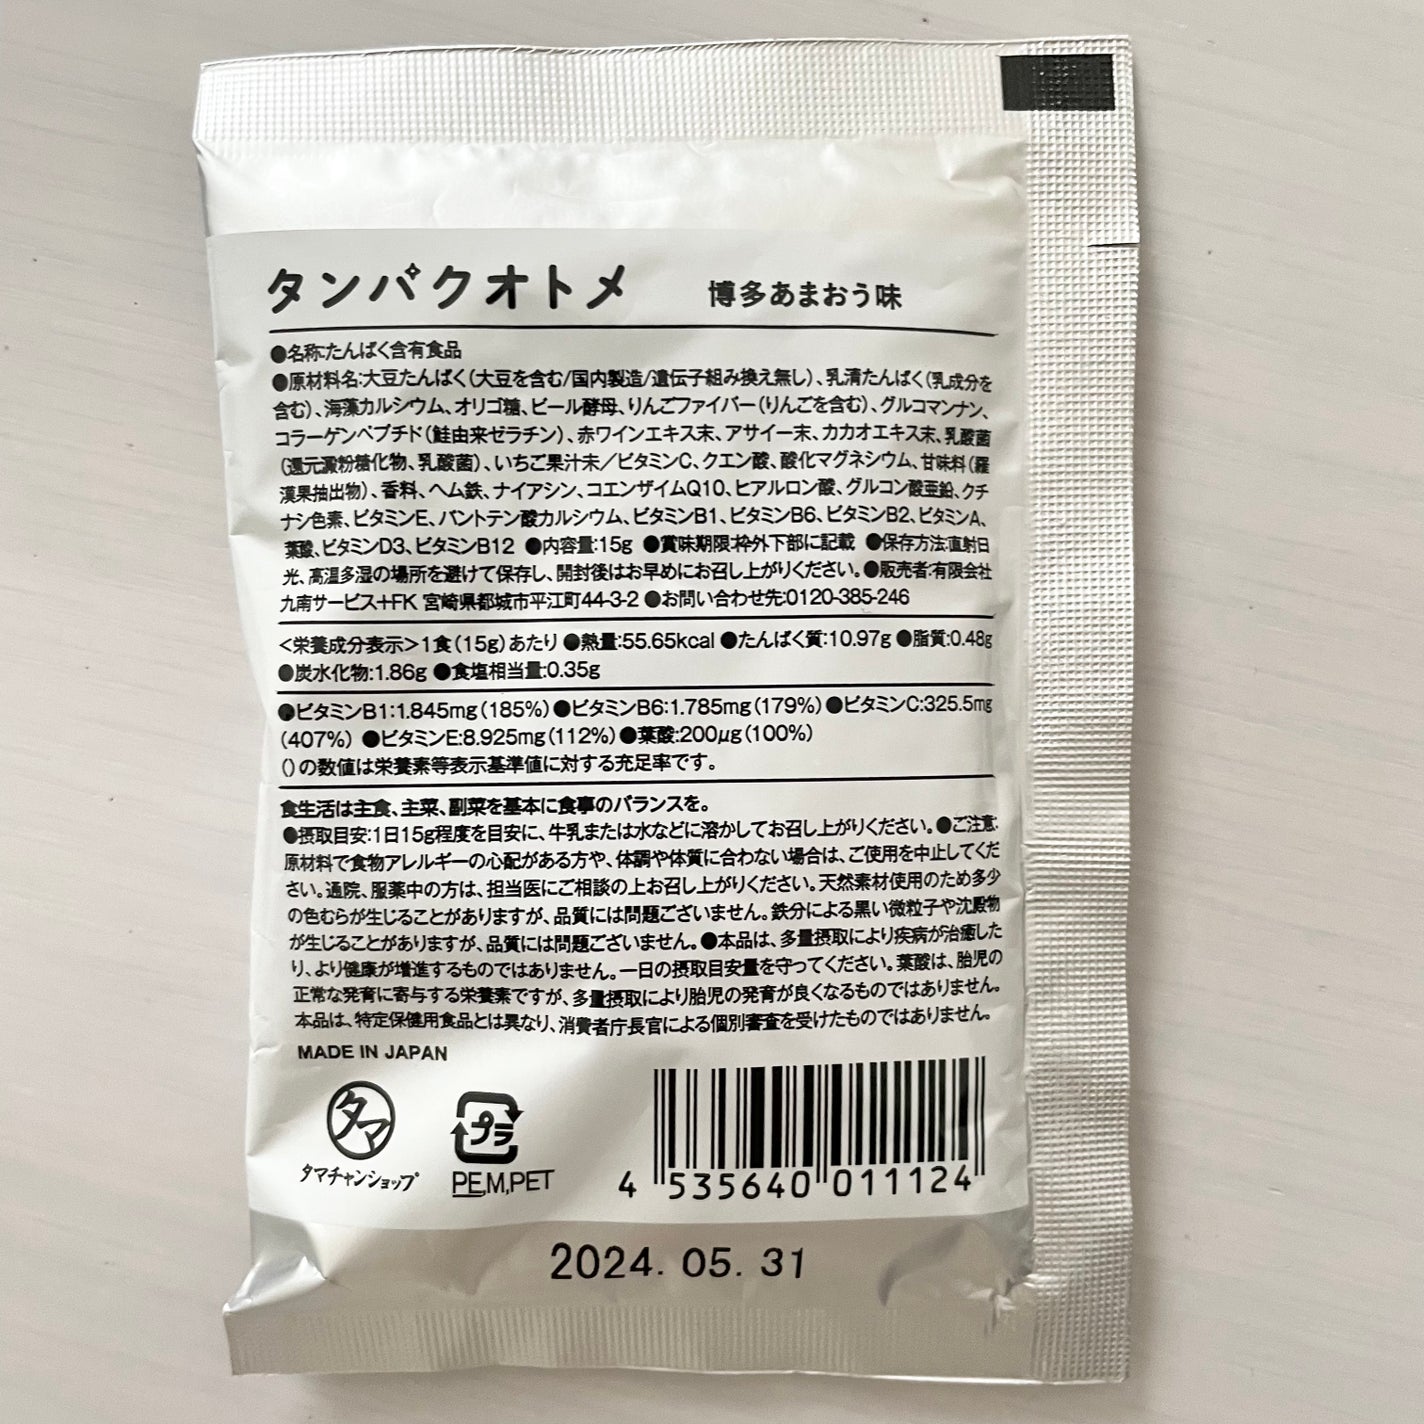 タンパクオトメ 博多あまおう味
●名称:たんぱく含有食品
●原材料名:大豆たんぱく(大豆を含む/国内製造/遺伝子組み換え無し)、乳清たんぱく(乳成分を
含む)、海藻カルシウム、オリゴ糖、ビール酵母、りんごファイバー(りんごを含む)、グルコマンナン、
コラーゲンペプチド(鮭由来ゼラチン)、赤ワインエキス末、アサイー末、カカオエキス末、乳酸菌
(還元澱粉糖化物、乳酸菌)、いちご果汁末/ビタミンC、クエン酸、酸化マグネシウム、甘味料(羅
漢果抽出物)、香料、ヘム鉄、ナイアシン、コエンザイムQ10、ヒアルロン酸、グルコン酸亜鉛、クチ
ナシ色素、ビタミンE、パントテン酸カルシウム、ビタミンB1、ビタミンB6、ビタミンB2、ビタミンA、
葉酸、ビタミンD3、ビタミンB12 ●内容量:15g ●賞味期限:枠外下部に記載 ●保存方法:直射日
光、高温多湿の場所を避けて保存し、開封後はお早めにお召し上がりください。●販売者:有限会社
九南サービス+FK 宮崎県都城市平江町44-3-2 ●お問い合わせ先:0120-385-246
<栄養成分表示>1食(15g)あたり ●熱量:55.65kcal ●たんぱく質:10.97g ●脂質:0.48g
●炭水化物:1.86g ●食塩相当量:0.35g
●ビタミンB1:1.845mg(185%) ●ビタミンB6:1.785mg(179%) ●ビタミンC:325.5mg
(407%) ●ビタミンE:8.925mg(112%) ●葉酸:200μg(100%)
()の数値は栄養素等表示基準値に対する充足率です。
食生活は主食、主菜、副菜を基本に食事のバランスを。
●摂取目安:1日15g程度を目安に、牛乳または水などに溶かしてお召し上がりください。●ご注意:
原材料で食物アレルギーの心配がある方や、体調や体質に合わない場合は、ご使用を中止してくだ
さい。通院、服薬中の方は、担当医にご相談の上お召し上がりください。天然素材使用のため多少
の色むらが生じることがありますが、品質には問題ございません。鉄分による黒い微粒子や沈殿物
が生じることがありますが、品質には問題ございません。●本品は、多量摂取により疾病が治癒した
り、より健康が増進するものではありません。一日の摂取目安量を守ってください。葉酸は、胎児の
正常な発育に寄与する栄養素ですが、多量摂取により胎児の発育が良くなるものではありません。
本品は、特定保健用食品とは異なり、消費者庁長官による個別審査を受けたものではありません。
MADE IN JAPAN
タマ
タマチャンショップ
プラ
PE,M,PET
4 535640 011124
2024.05.31